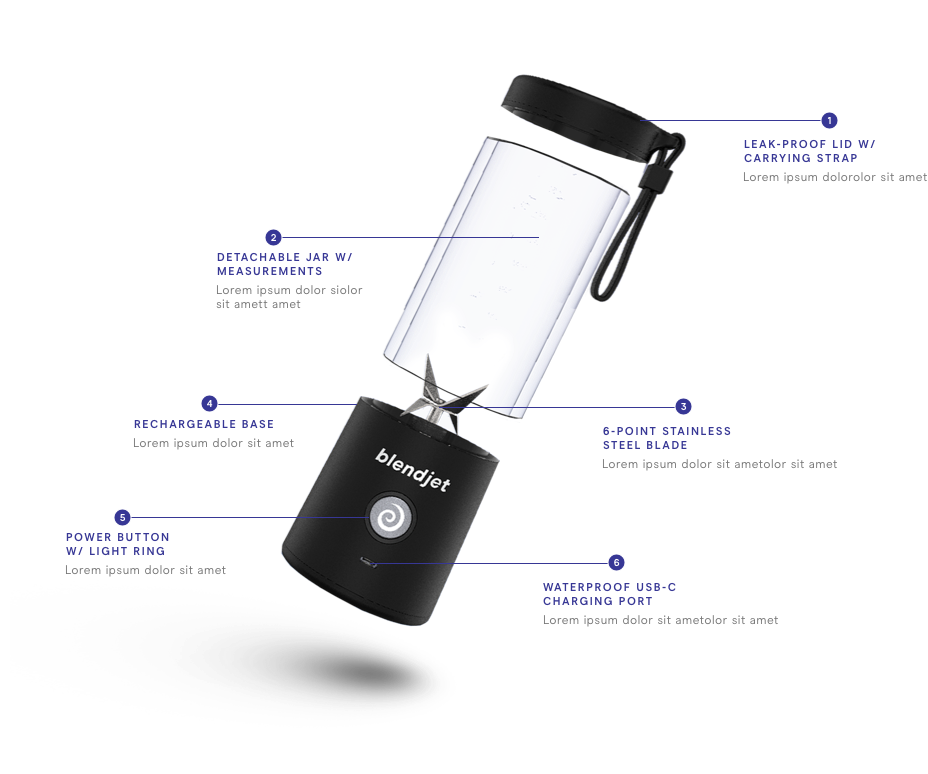 1
LEAK-PROOF LID W/
CARRYING STRAP
Lorem ipsum dolorolor sit amet
2
DETACHABLE JAR W/
MEASUREMENTS
Lorem ipsum dolor siolor
sit amett amet
3
6-POINT STAINLESS
STEEL BLADE
Lorem ipsum dolor sit ametolor sit amet
4
RECHARGEABLE BASE
Lorem ipsum dolor sit amet
blendjet
5
POWER BUTTON
W/ LIGHT RING
Lorem ipsum dolor sit amet
6
WATERPROOF USB-C
CHARGING PORT
Lorem ipsum dolor sit ametolor sit amet